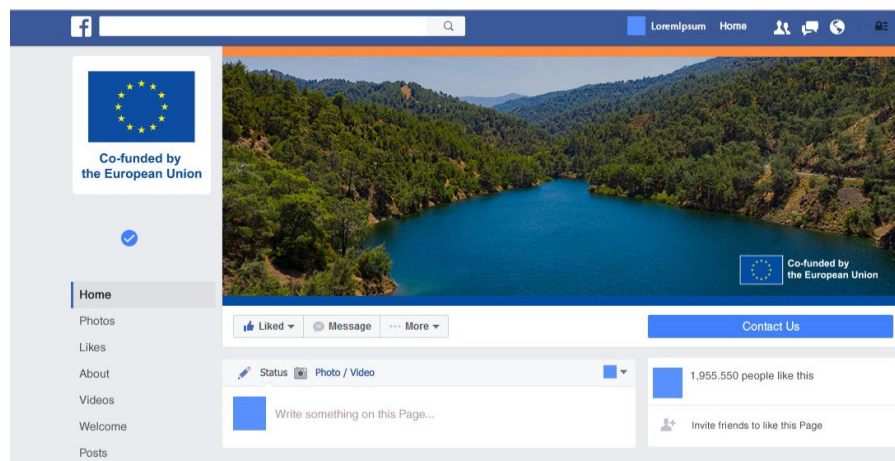 f
LoremIpsum Home
Co-funded by
the European Union
Co-funded by
the European Union
Home
Photos
Likes
About
Videos
Welcome
Posts
Liked
Message
··· More
Contact Us
Status
Photo / Video
Write something on this Page...
1,955.550 people like this
Invite friends to like this Page